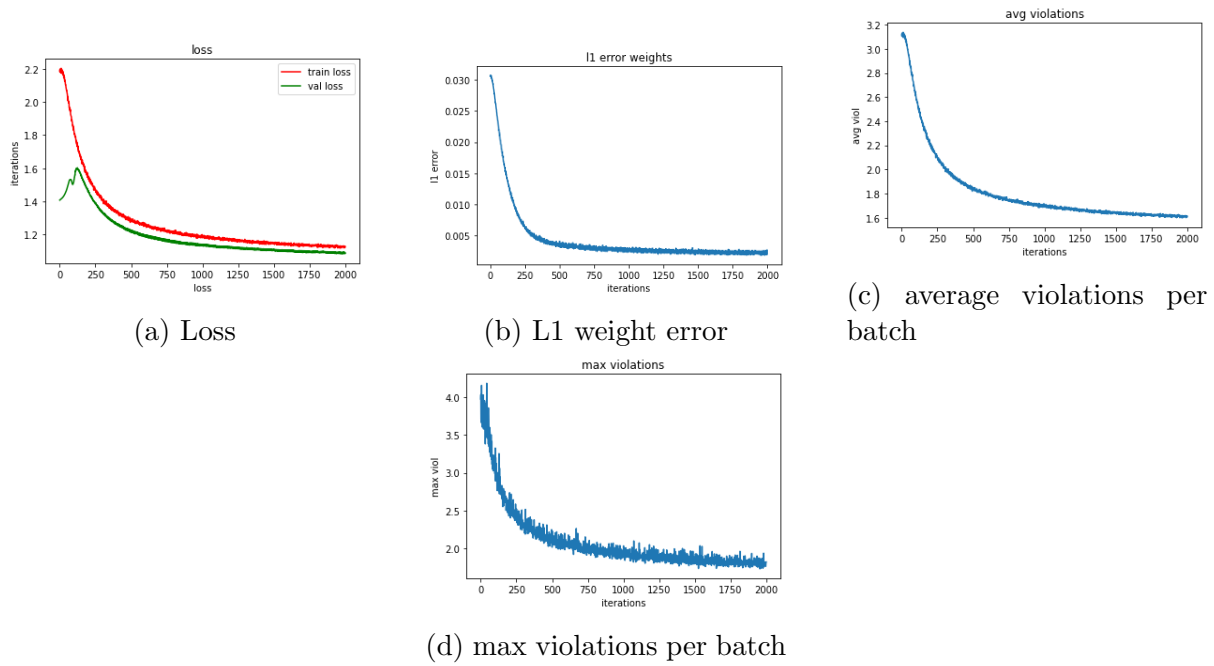 loss
2.2
2.0
1.8
1.6
1.4
1.2
iterations
train loss
val loss
0 250 500 750 1000 1250 1500 1750 2000
loss
(a) Loss
l1 error weights
0.030
0.025
0.020
0.015
0.010
0.005
l1 error
0 250 500 750 1000 1250 1500 1750 2000
iterations
(b) L1 weight error
avg violations
3.2
3.0
2.8
2.6
2.4
2.2
2.0
1.8
1.6
avg viol
0 250 500 750 1000 1250 1500 1750 2000
iterations
(c) average violations per
batch
max violations
4.0
3.5
3.0
2.5
2.0
max viol
0 250 500 750 1000 1250 1500 1750 2000
iterations
(d) max violations per batch